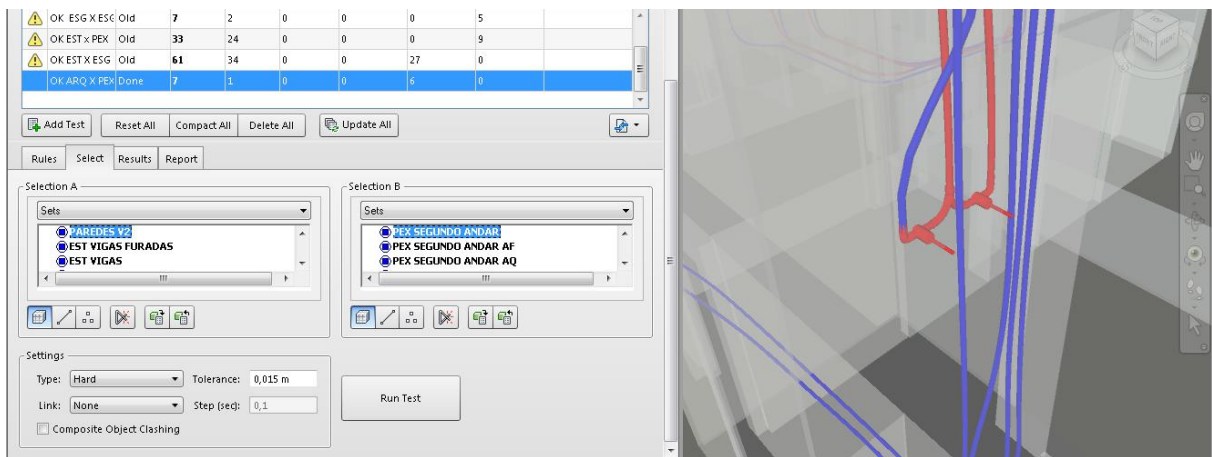 OK ESG X ESG Old 7 2 0 0 0 5
OK EST x PEX Old 33 24 0 0 0 9
OK EST X ESG Old 61 34 0 0 27 0
OK ARQ X PEX Done 7 1 0 0 6 0
Add Test Reset All Compact All Delete All Update All
Rules Select Results Report
Selection A
Sets
PAREDES V2
EST VIGAS FURADAS
EST VIGAS
Selection B
Sets
PEX SEGUNDO ANDAR
PEX SEGUNDO ANDAR AF
PEX SEGUNDO ANDAR AQ
Settings
Type: Hard Tolerance: 0,015 m
Link: None Step (sec): 0,1
Composite Object Clashing
Run Test